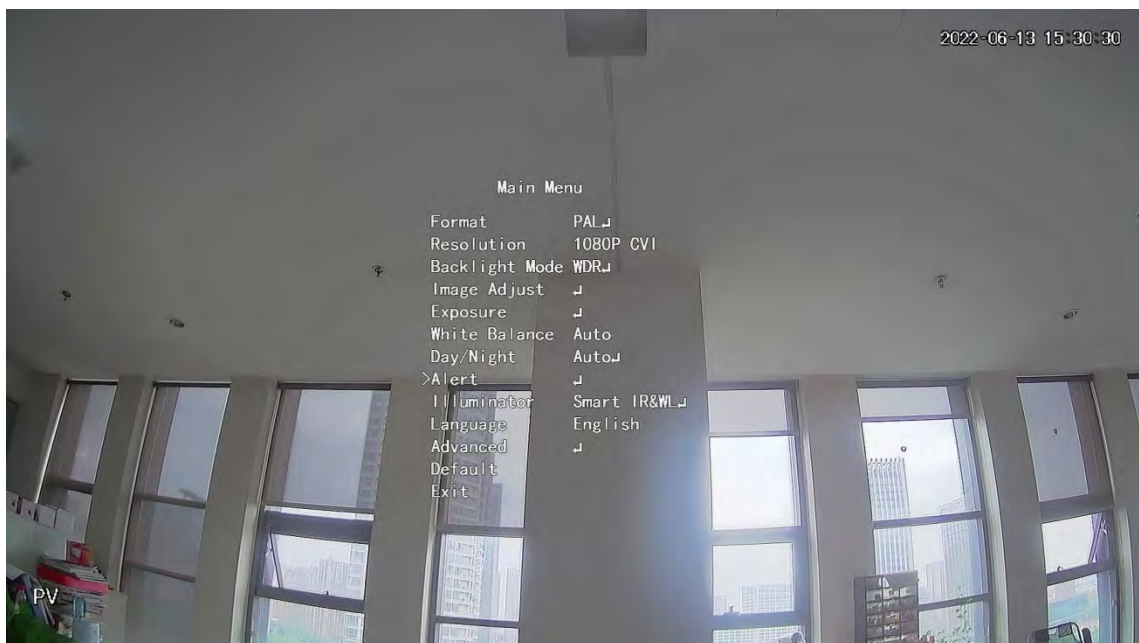 2022-06-13 15:30:30
Main Menu
Format PAL↵
Resolution 1080P CVI
Backlight Mode WDR↵
Image Adjust ↵
Exposure ↵
White Balance Auto
Day/Night Auto↵
>Alert ↵
Illuminator Smart IR&WL↵
Language English
Advanced ↵
Default
Exit
PV